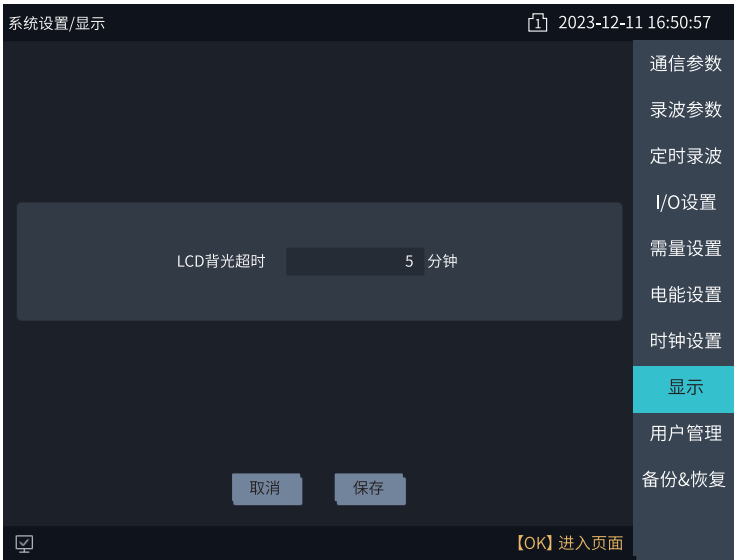 系统设置/显示
1 2023-12-11 16:50:57
通信参数
录波参数
定时录波
I/O设置
需量设置
电能设置
时钟设置
显示
用户管理
备份&恢复
LCD背光超时 5 分钟
取消 保存
【OK】进入页面